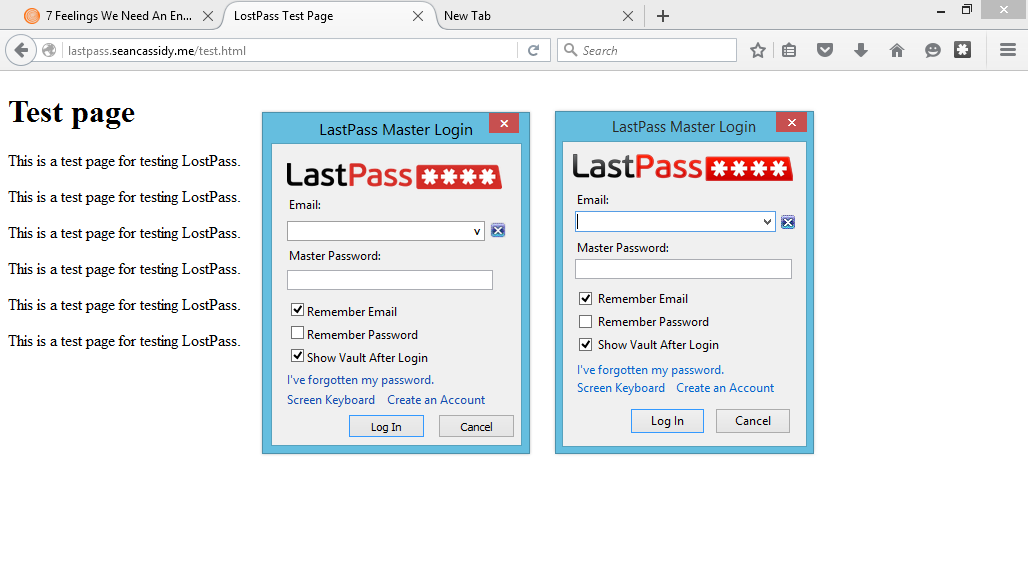 7 Feelings We Need An En...
LostPass Test Page
New Tab
lastpass.seancassidy.me/test.html
Search
Test page
This is a test page for testing LostPass.
This is a test page for testing LostPass.
This is a test page for testing LostPass.
This is a test page for testing LostPass.
This is a test page for testing LostPass.
This is a test page for testing LostPass.
LastPass Master Login
LastPass ****
Email:
v
Master Password:
Remember Email
Remember Password
Show Vault After Login
I've forgotten my password.
Screen Keyboard Create an Account
Log In Cancel
LastPass Master Login
LastPass ****
Email:
Master Password:
Remember Email
Remember Password
Show Vault After Login
I've forgotten my password.
Screen Keyboard Create an Account
Log In Cancel